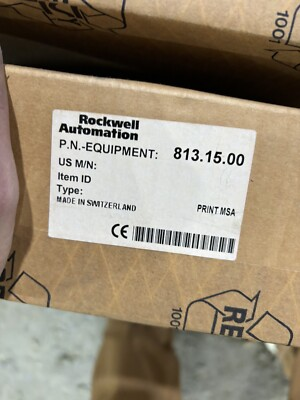 Rockwell
Automation
P.N.-EQUIPMENT: 813.15.00
US M/N:
Item ID
Type:
MADE IN SWITZERLAND PRINT MSA
CE